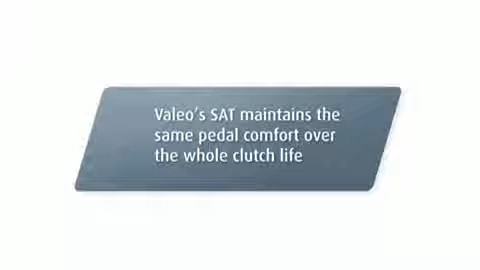 Valeo's SAT maintains the
same pedal comfort over
the whole clutch life